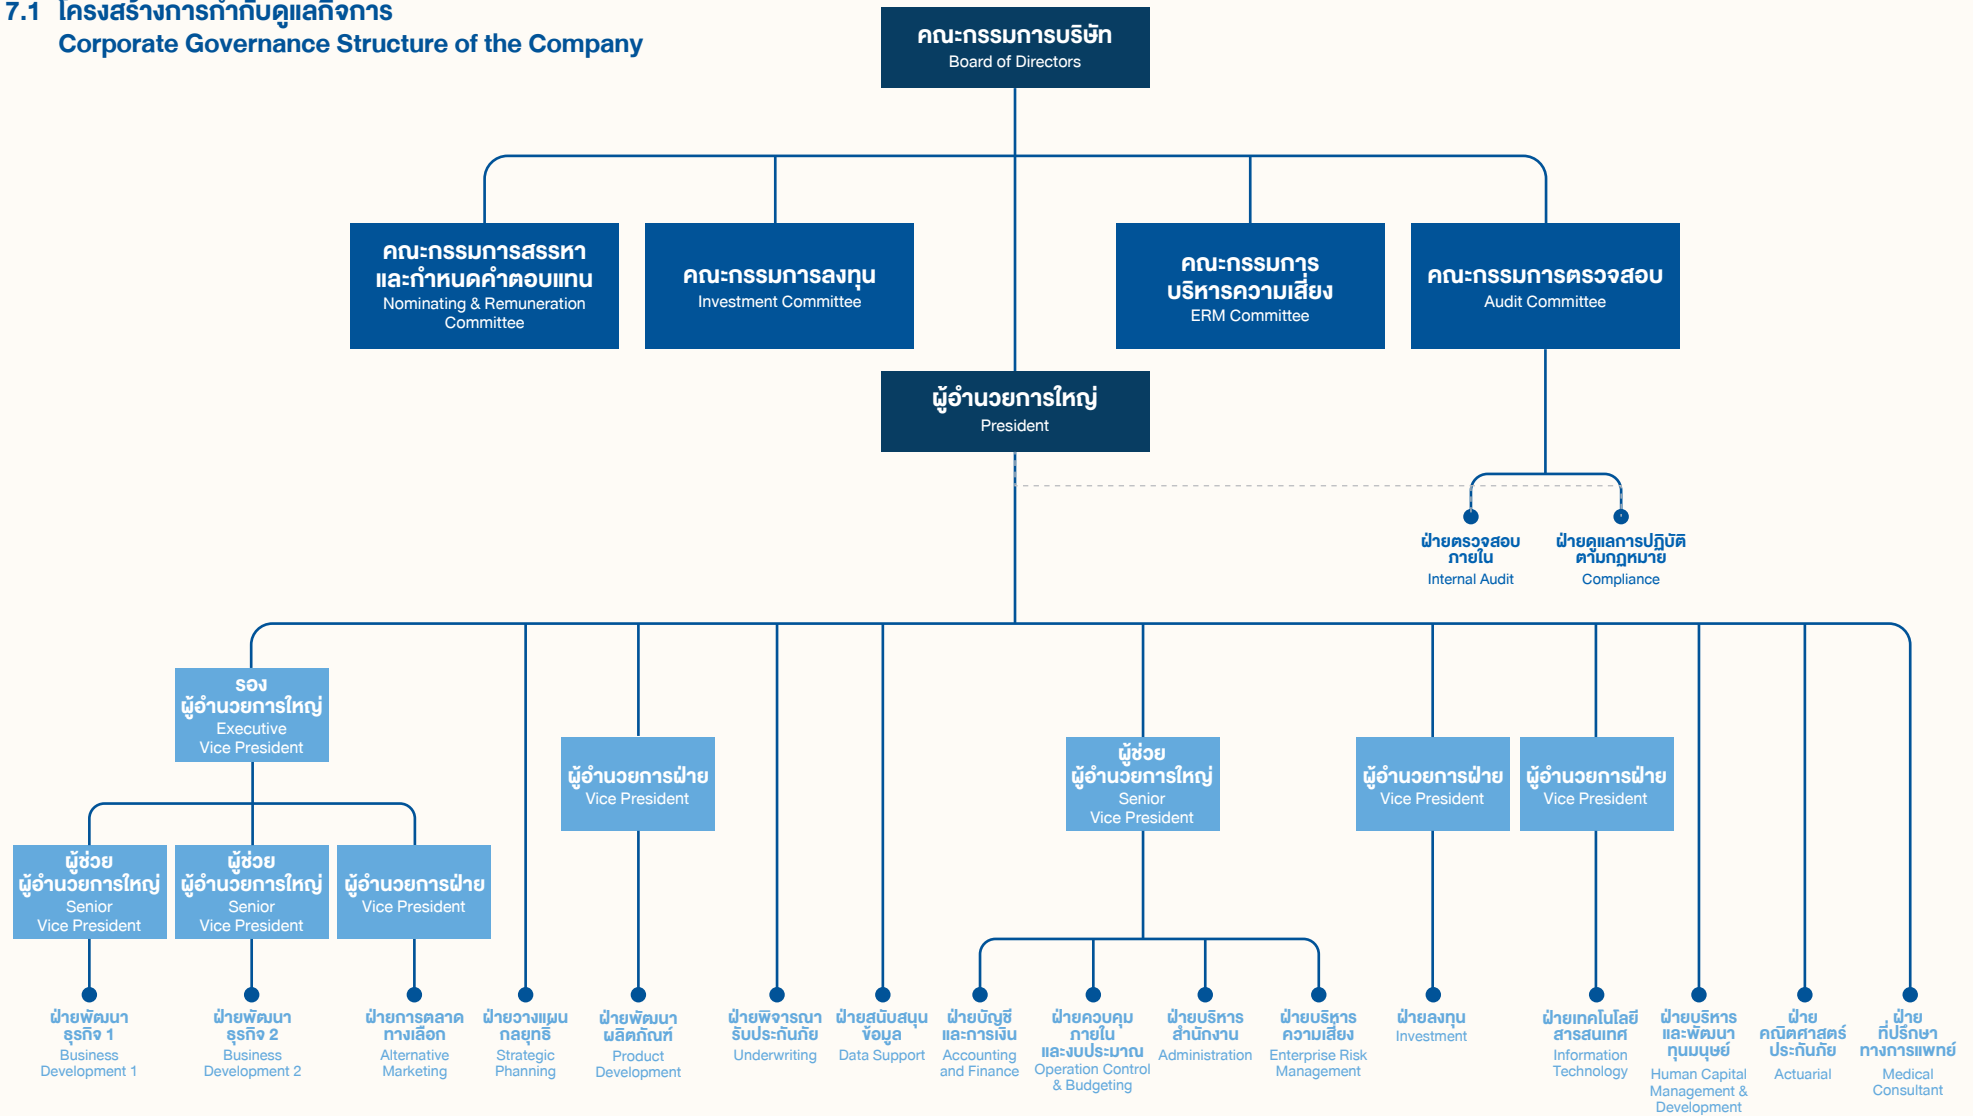 7.1 โครงสร้างการกำกับดูแลกิจการ
Corporate Governance Structure of the Company
คณะกรรมการบริษัท
Board of Directors
คณะกรรมการสรรหา
และกำหนดค่าตอบแทน
Nominating & Remuneration
Committee
คณะกรรมการลงทุน
Investment Committee
คณะกรรมการ
บริหารความเสี่ยง
ERM Committee
คณะกรรมการตรวจสอบ
Audit Committee
ผู้อำนวยการใหญ่
President
ฝ่ายตรวจสอบ
ภายใน
Internal Audit
ฝ่ายดูแลการปฏิบัติ
ตามกฎหมาย
Compliance
รอง
ผู้อำนวยการใหญ่
Executive
Vice President
ผู้อำนวยการฝ่าย
Vice President
ผู้ช่วย
ผู้อำนวยการใหญ่
Senior
Vice President
ผู้อำนวยการฝ่าย
Vice President
ผู้อำนวยการฝ่าย
Vice President
ผู้ช่วย
ผู้อำนวยการใหญ่
Senior
Vice President
ผู้ช่วย
ผู้อำนวยการใหญ่
Senior
Vice President
ผู้อำนวยการฝ่าย
Vice President
ฝ่ายพัฒนา
ธุรกิจ 1
Business
Development 1
ฝ่ายพัฒนา
ธุรกิจ 2
Business
Development 2
ฝ่ายการตลาด
ทางเลือก
Alternative
Marketing
ฝ่ายวางแผน
กลยุทธ์
Strategic
Phanning
ฝ่ายพัฒนา
ผลิตภัณฑ์
Product
Development
ฝ่ายพิจารณา
รับประกันภัย
Underwriting
ฝ่ายสนับสนุน
ข้อมูล
Data Support
ฝ่ายบัญชี
และการเงิน
Accounting
and Finance
ฝ่ายควบคุม
ภายใน
และงบประมาณ
Operation Control
& Budgeting
ฝ่ายบริหาร
สำนักงาน
Administration
ฝ่ายบริหาร
ความเสี่ยง
Enterprise Risk
Management
ฝ่ายลงทุน
Investment
ฝ่ายเทคโนโลยี
สารสนเทศ
Information
Technology
ฝ่ายบริหาร
และพัฒนา
ทุนมนุษย์
Human Capital
Management &
Development
ฝ่าย
คณิตศาสตร์
ประกันภัย
Actuarial
ฝ่าย
ที่ปรึกษา
ทางการแพทย์
Medical
Consultant